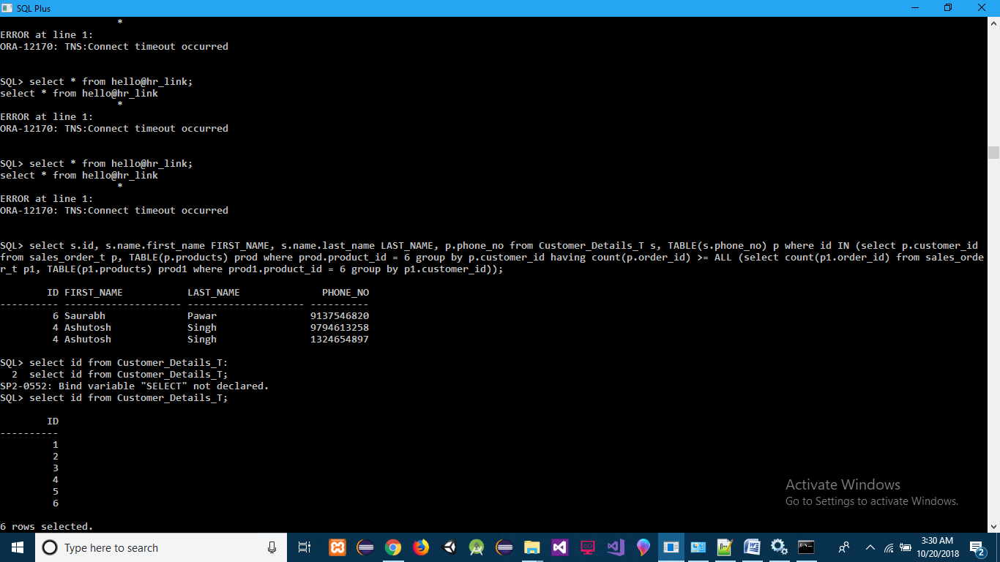 SQL Plus
*
ERROR at line 1:
ORA-12170: TNS:Connect timeout occurred
SQL> select * from hello@hr_link;
select * from hello@hr_link
*
ERROR at line 1:
ORA-12170: TNS:Connect timeout occurred
SQL> select * from hello@hr_link;
select * from hello@hr_link
*
ERROR at line 1:
ORA-12170: TNS:Connect timeout occurred
SQL> select s.id, s.name.first_name FIRST_NAME, s.name.last_name LAST_NAME, p.phone_no from Customer_Details_T s, TABLE(s.phone_no) p where id IN (select p.customer_id
from sales_order_t p, TABLE(p.products) prod where prod.product_id = 6 group by p.customer_id having count(p.order_id) >= ALL (select count(p1.order_id) from sales_orde
r_t p1, TABLE(p1.products) prod1 where prod1.product_id = 6 group by p1.customer_id));
ID FIRST_NAME LAST_NAME PHONE_NO
---------- -------------------- -------------------- ----------
6 Saurabh Pawar 9137546820
4 Ashutosh Singh 9794613258
4 Ashutosh Singh 1324654897
SQL> select id from Customer_Details_T:
2 select id from Customer_Details_T;
SP2-0552: Bind variable "SELECT" not declared.
SQL> select id from Customer_Details_T;
ID
----------
1
2
3
4
5
6
6 rows selected.
Activate Windows
Go to Settings to activate Windows.
Type here to search
3:30 AM
10/20/2018
2